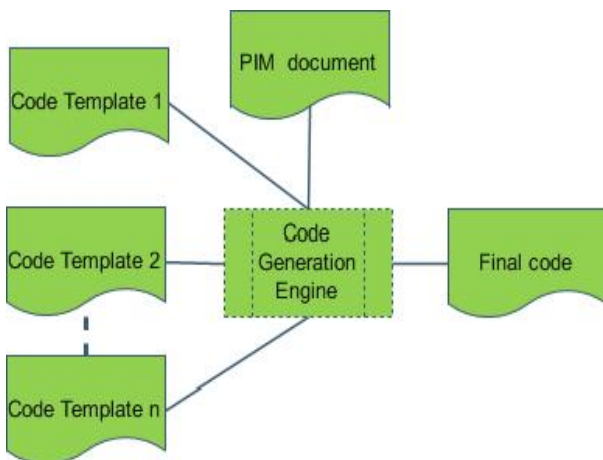 PIM document
Code Template 1
Code Template 2
Code
Generation
Engine
Final code
Code Template n